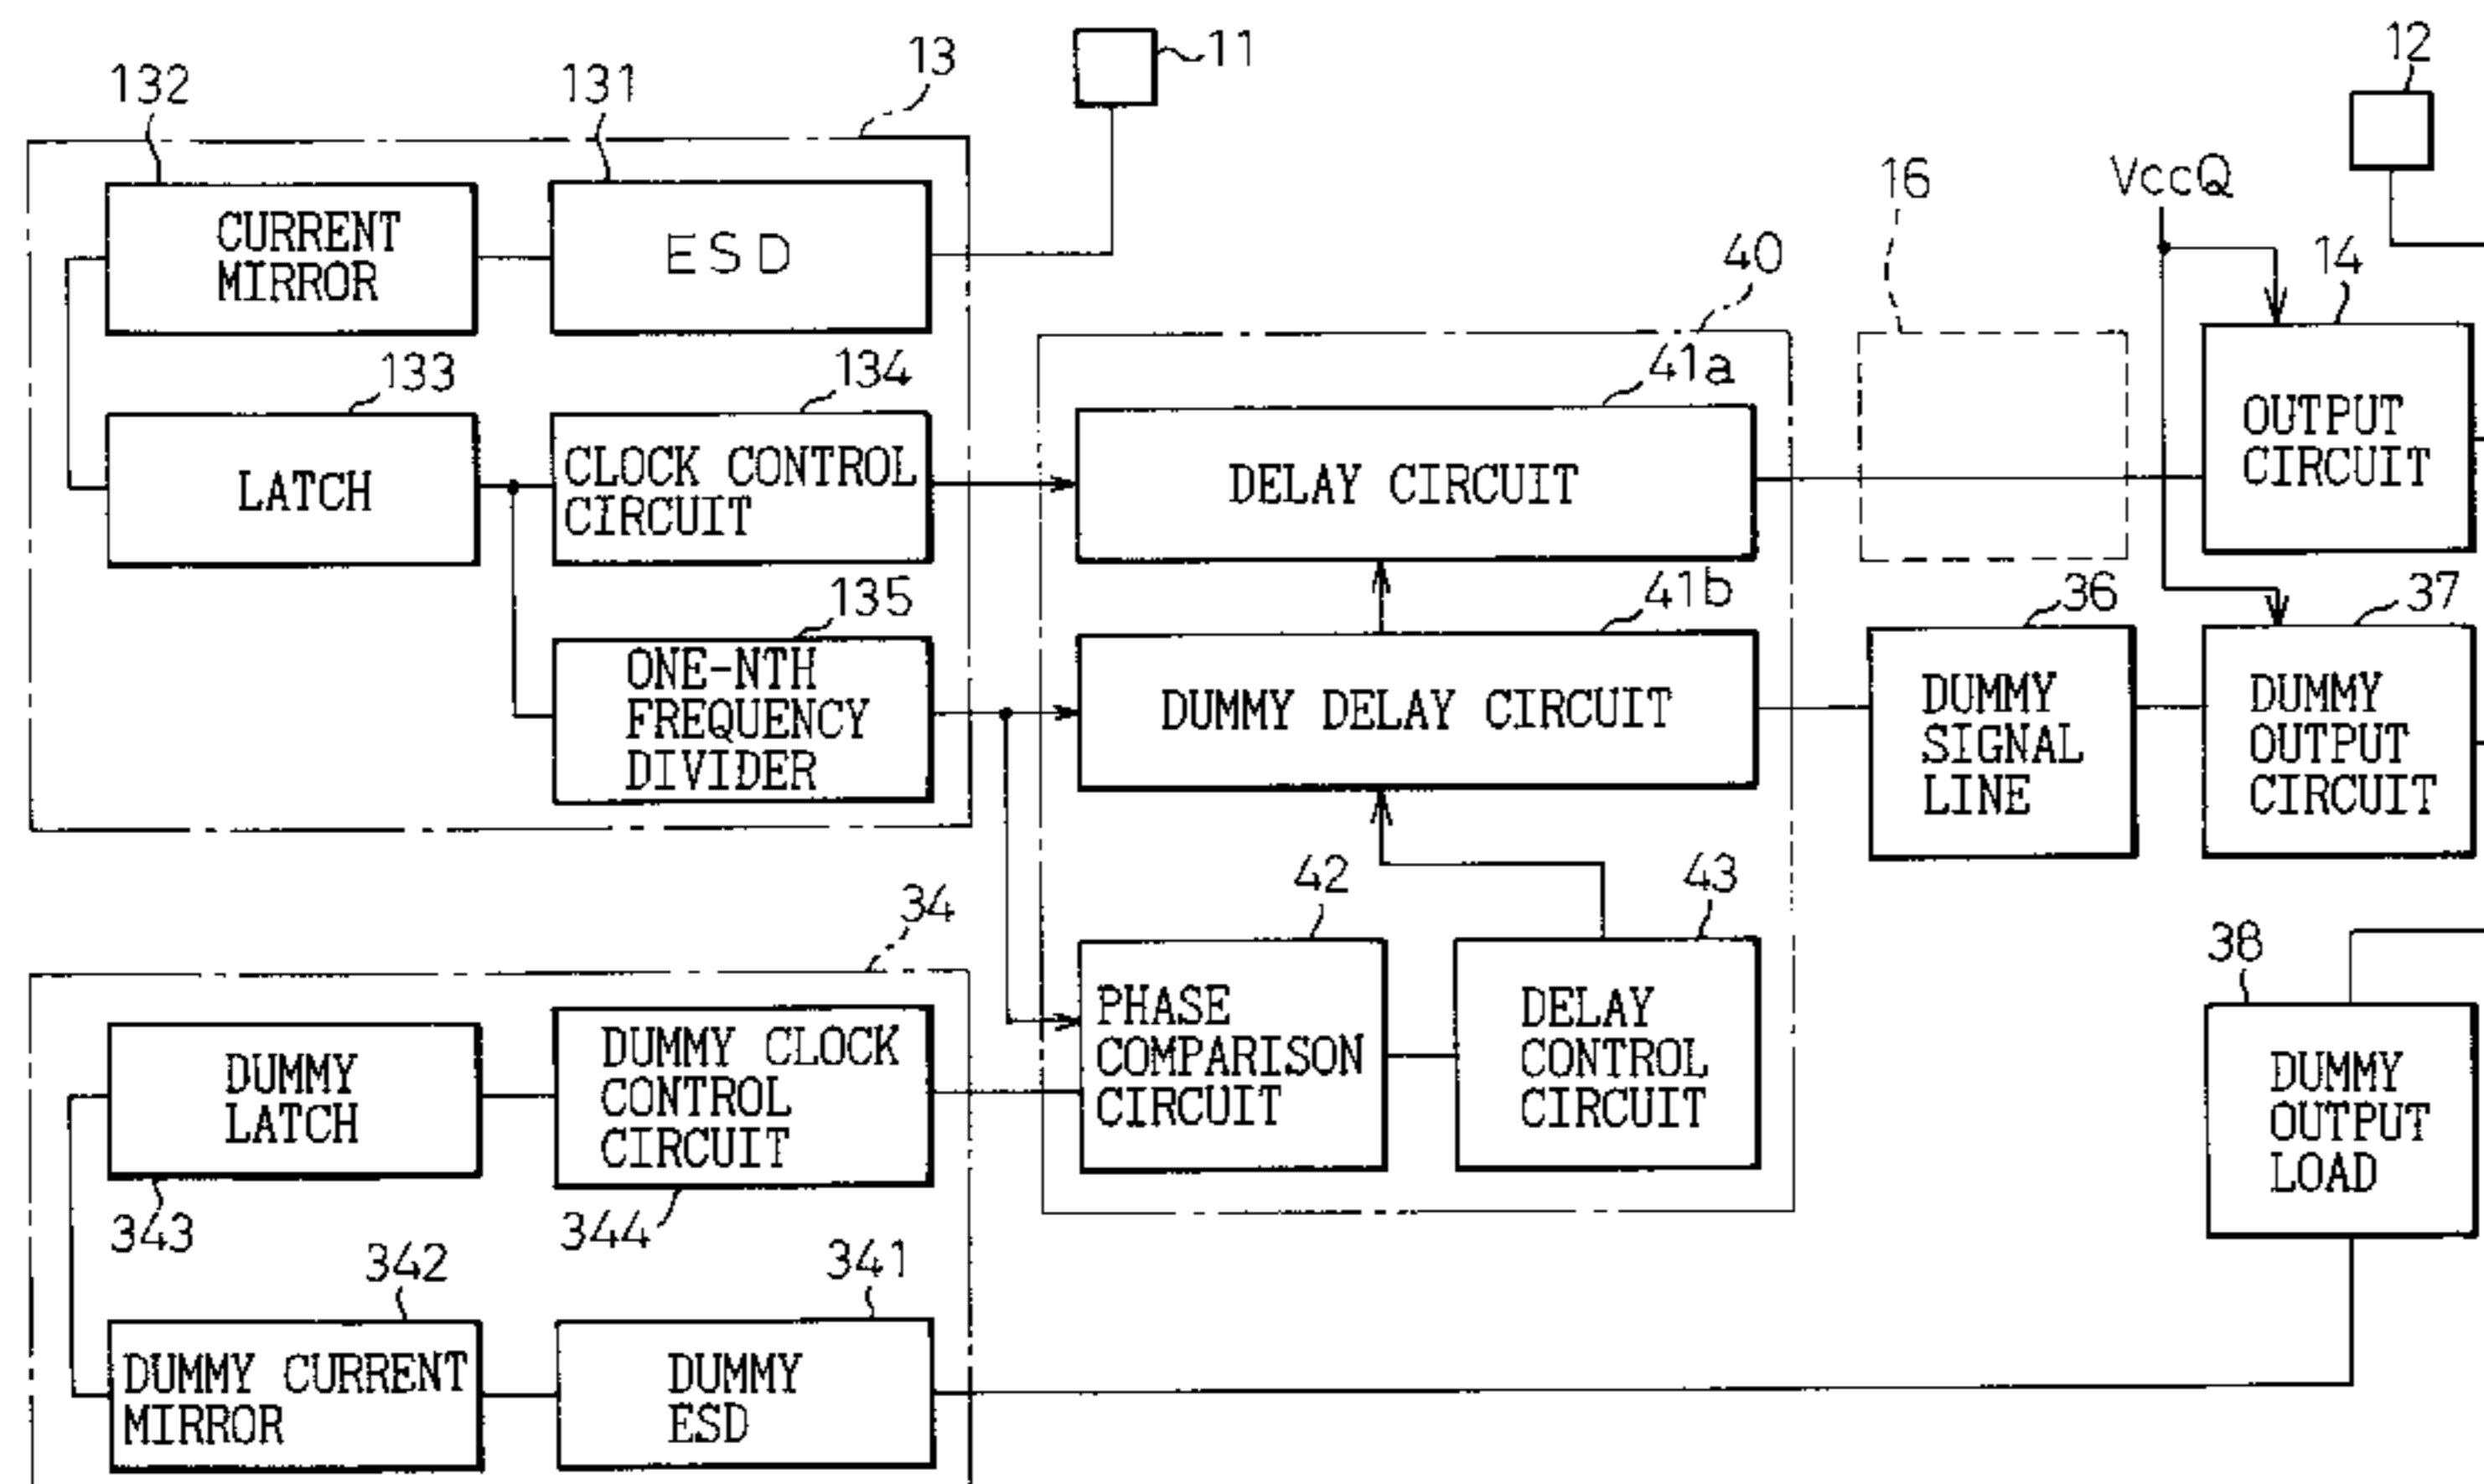 132
131
13
11
12
CURRENT
MIRROR
ESD
16
VccQ
40
14
133
134
41a
LATCH
CLOCK CONTROL
CIRCUIT
DELAY CIRCUIT
OUTPUT
CIRCUIT
135
41b
36
37
ONE-NTH
FREQUENCY
DIVIDER
DUMMY DELAY CIRCUIT
DUMMY
SIGNAL
LINE
DUMMY
OUTPUT
CIRCUIT
34
42
43
38
DUMMY
LATCH
DUMMY CLOCK
CONTROL
CIRCUIT
PHASE
COMPARISON
CIRCUIT
DELAY
CONTROL
CIRCUIT
DUMMY
OUTPUT
LOAD
343
344
342
341
DUMMY CURRENT
MIRROR
DUMMY
ESD